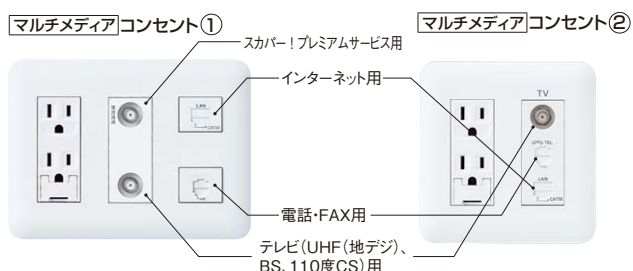 マルチメディア コンセント①
マルチメディア コンセント②
スカパー！プレミアムサービス用
インターネット用
電話・FAX用
テレビ（UHF（地デジ）、
BS、110度CS）用
LAN
CAT5E
TV
TEL
LAN